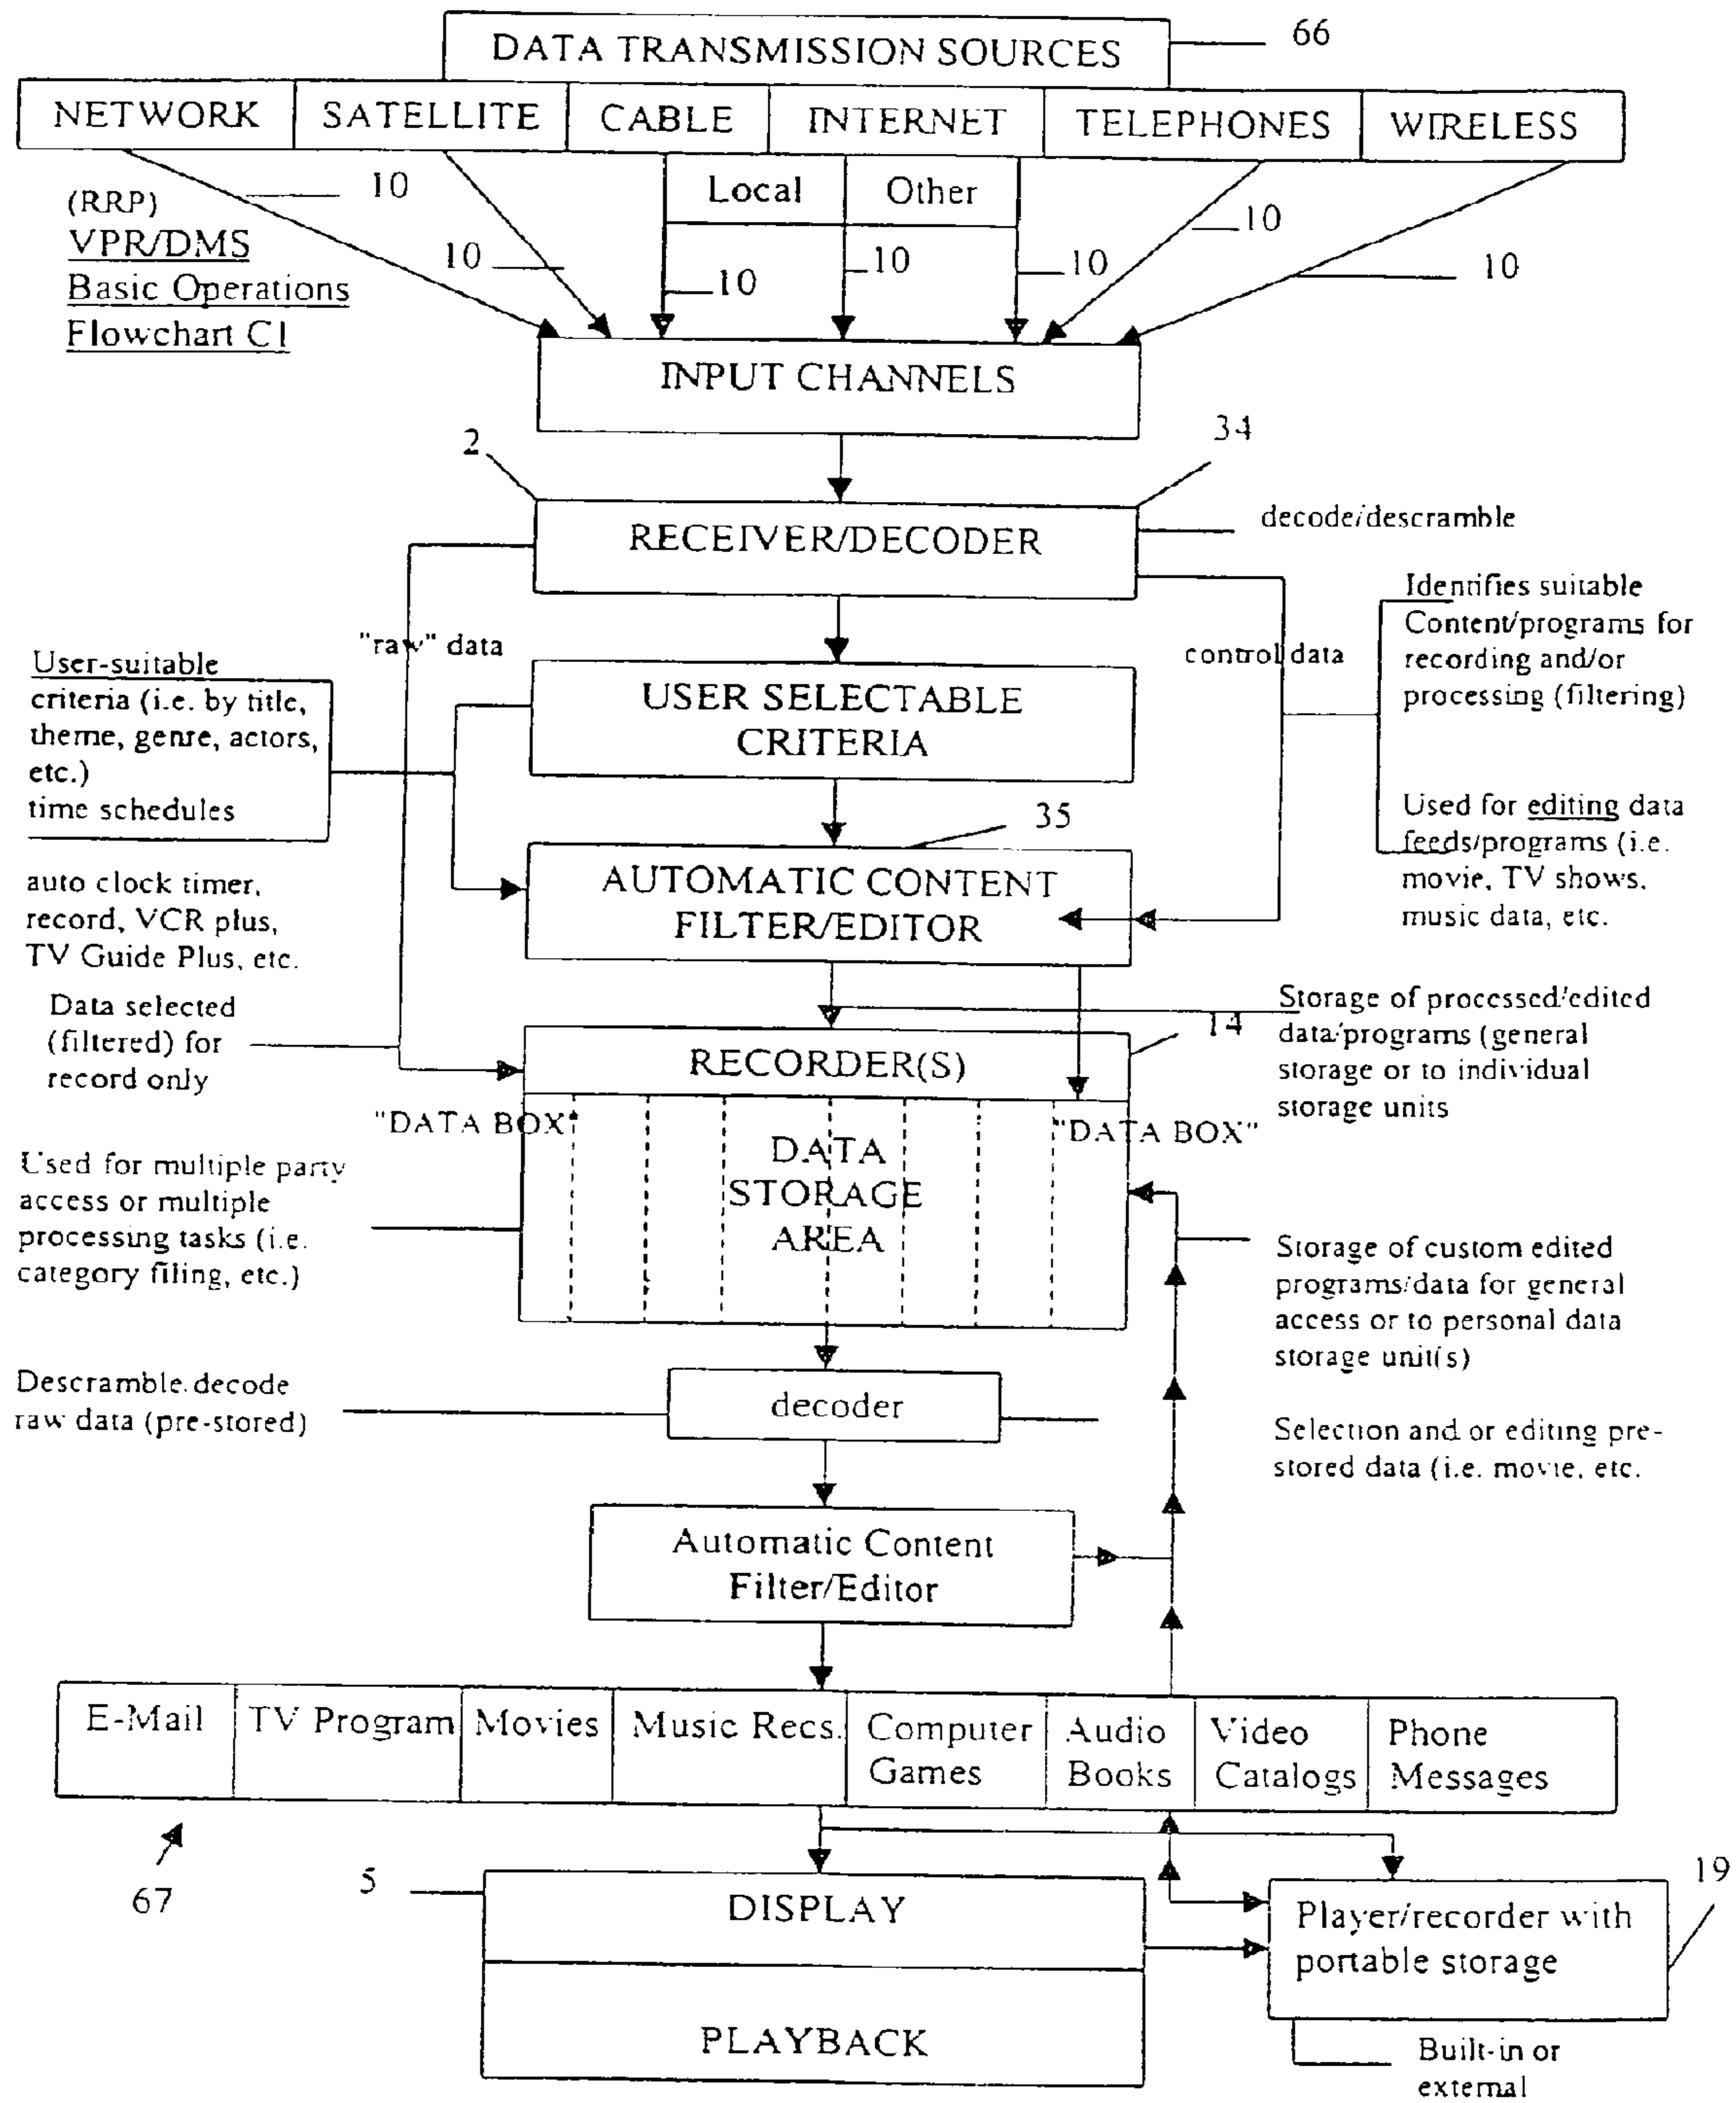 DATA TRANSMISSION SOURCES
66
NETWORK
SATELLITE
CABLE
INTERNET
TELEPHONES
WIRELESS
Local
Other
10
10
10
10
10
10
10
(RRP)
VPR/DMS
Basic Operations
Flowchart C1
INPUT CHANNELS
2
34
RECEIVER/DECODER
decode/descramble
"raw" data
control data
Identifies suitable
Content/programs for
recording and/or
processing (filtering)
User-suitable
criteria (i.e. by title,
theme, genre, actors,
etc.)
time schedules
USER SELECTABLE
CRITERIA
Used for editing data
feeds/programs (i.e.
movie, TV shows,
music data, etc.
35
AUTOMATIC CONTENT
FILTER/EDITOR
auto clock timer,
record, VCR plus,
TV Guide Plus, etc.
Data selected
(filtered) for
record only
Storage of processed/edited
data/programs (general
storage or to individual
storage units
14
RECORDER(S)
"DATA BOX"
"DATA BOX"
DATA
STORAGE
AREA
Used for multiple party
access or multiple
processing tasks (i.e.
category filing, etc.)
Storage of custom edited
programs/data for general
access or to personal data
storage unit(s)
Descramble.decode
raw data (pre-stored)
decoder
Selection and or editing pre-
stored data (i.e. movie, etc.
Automatic Content
Filter/Editor
E-Mail
TV Program
Movies
Music Recs.
Computer
Games
Audio
Books
Video
Catalogs
Phone
Messages
67
5
DISPLAY
PLAYBACK
19
Player/recorder with
portable storage
Built-in or
external